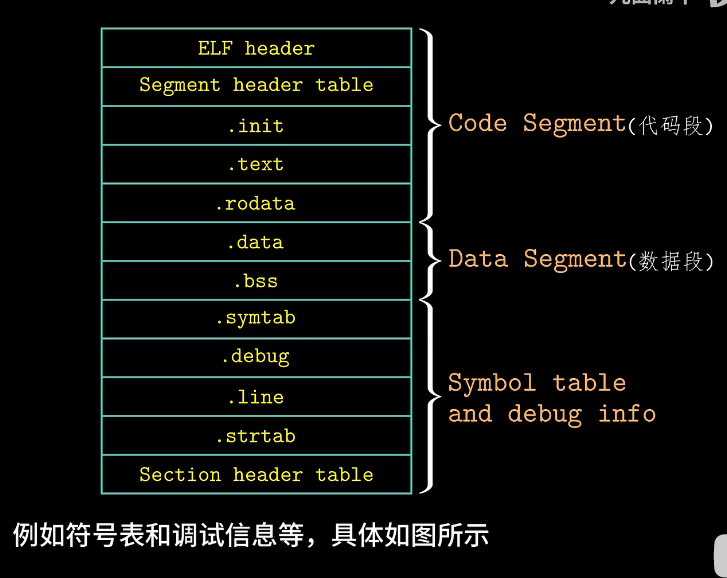 ELF header
Segment header table
.init
.text
.rodata
.data
.bss
.symtab
.debug
.line
.strtab
Section header table
Code Segment(代码段)
Data Segment(数据段)
Symbol table
and debug info
例如符号表和调试信息等，具体如图所示